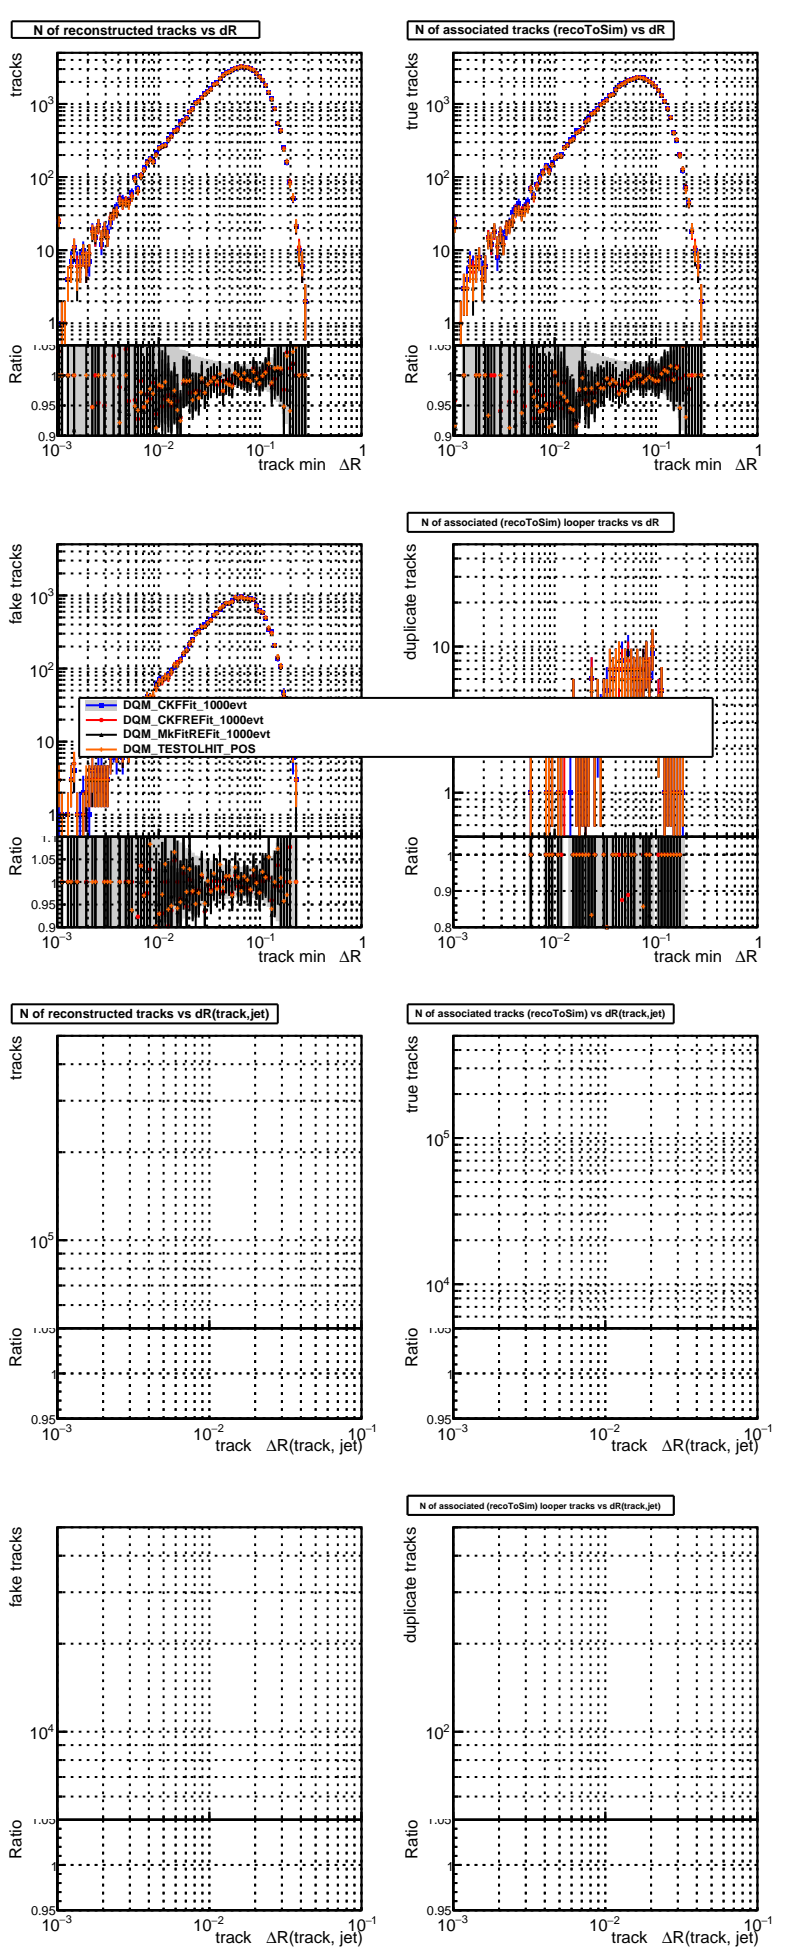 N of reconstructed tracks vs dR
N of associated tracks (recoToSim) vs dR
tracks
10³
10²
10
1
Ratio
1.05
1
0.95
0.9
10⁻³
10⁻²
10⁻¹
1
track min ΔR
true tracks
10³
10²
10
1
Ratio
1.05
1
0.95
0.9
10⁻³
10⁻²
10⁻¹
1
track min ΔR
N of associated (recoToSim) looper tracks vs dR
fake tracks
10³
10²
10
1
Ratio
1.1
1.05
1
0.95
0.9
10⁻³
10⁻²
10⁻¹
1
track min ΔR
duplicate tracks
10
1
Ratio
1
0.9
0.8
10⁻³
10⁻²
10⁻¹
1
track min ΔR
DQM_CKFFit_1000evt
DQM_CKFREFit_1000evt
DQM_MkFitREFit_1000evt
DQM_TESTOLHIT_POS
N of reconstructed tracks vs dR(track,jet)
N of associated tracks (recoToSim) vs dR(track,jet)
tracks
10⁵
Ratio
1.05
1
0.95
10⁻³
10⁻²
10⁻¹
track ΔR(track, jet)
true tracks
10⁵
10⁴
Ratio
1.05
1
0.95
10⁻³
10⁻²
10⁻¹
track ΔR(track, jet)
N of associated (recoToSim) looper tracks vs dR(track,jet)
fake tracks
10⁴
Ratio
1.05
1
0.95
10⁻³
10⁻²
10⁻¹
track ΔR(track, jet)
duplicate tracks
10²
Ratio
1.05
1
0.95
10⁻³
10⁻²
10⁻¹
track ΔR(track, jet)